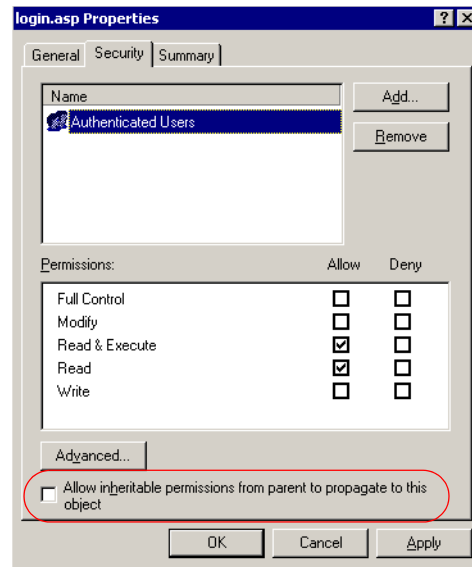 login.asp Properties
General Security Summary
Name Add...
Authenticated Users
Remove
Permissions: Allow Deny
Full Control
Modify
Read & Execute
Read
Write
Advanced...
Allow inheritable permissions from parent to propagate to this
object
OK Cancel Apply